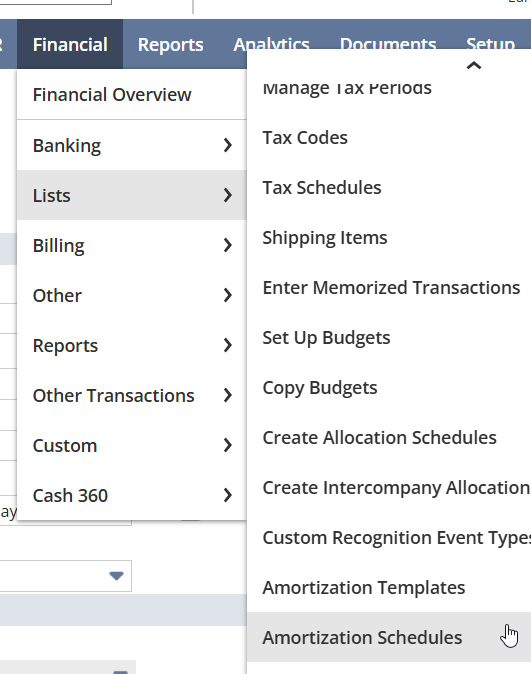 Financial Reports Analytics Documents Setup
Financial Overview
Banking
Lists
Billing
Other
Reports
Other Transactions
Custom
Cash 360
Manage Tax Periods
Tax Codes
Tax Schedules
Shipping Items
Enter Memorized Transactions
Set Up Budgets
Copy Budgets
Create Allocation Schedules
Create Intercompany Allocation
Custom Recognition Event Types
Amortization Templates
Amortization Schedules
ay